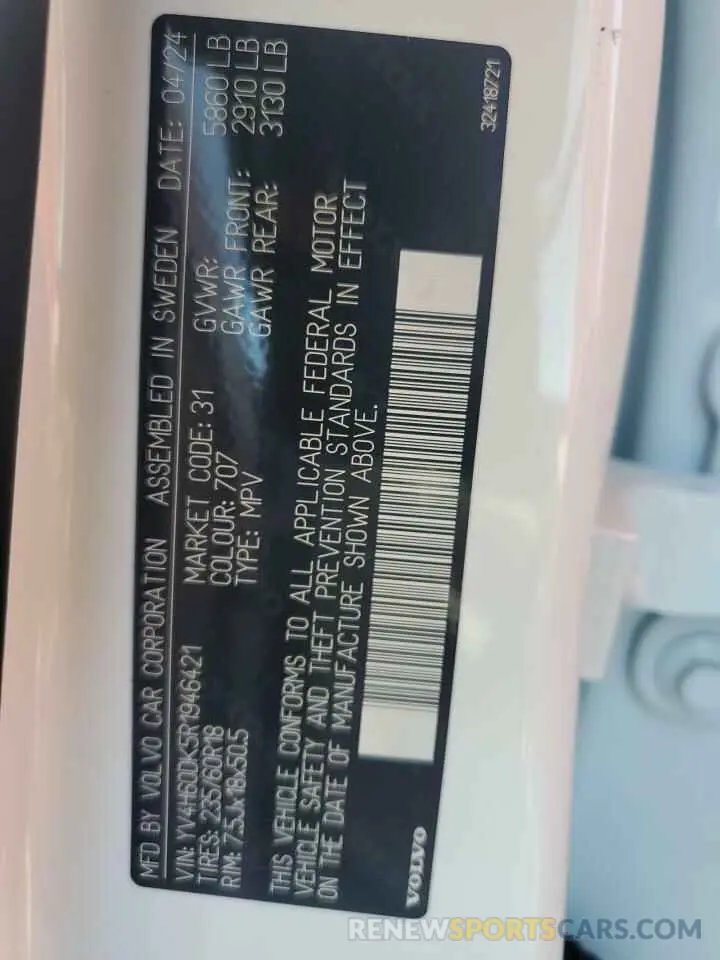 MFD BY VOLVO CAR CORPORATION ASSEMBLED IN SWEDEN DATE: 04/24
VIN: YV4H60DK5R1946421 MARKET CODE: 31 GVWR: 5860 LB
TIRES: 235/60R18 COLOUR: 707 GAWR FRONT: 2910 LB
RIM: 7.5Jx18x50.5 TYPE: MPV GAWR REAR: 3130 LB
THIS VEHICLE CONFORMS TO ALL APPLICABLE FEDERAL MOTOR
VEHICLE SAFETY AND THEFT PREVENTION STANDARDS IN EFFECT
ON THE DATE OF MANUFACTURE SHOWN ABOVE.
VOLVO
32418721
RENEWSPORTSCARS.COM